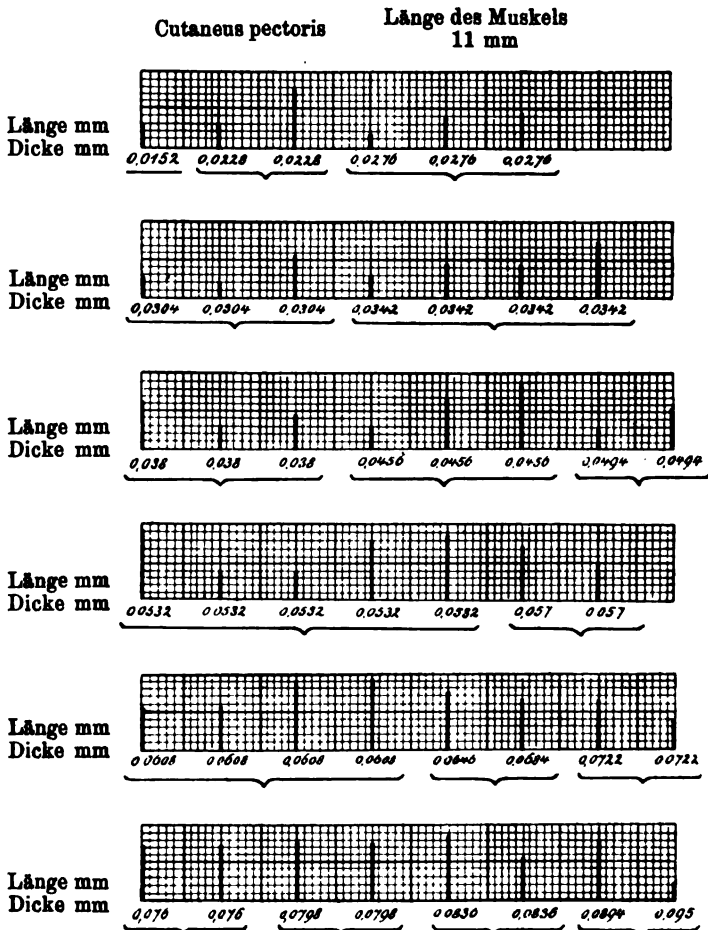 Cutaneus pectoris
Länge des Muskels
11 mm
Länge mm
Dicke mm
0,0152 0,0228 0,0228 0,0276 0,0276 0,0276
Länge mm
Dicke mm
0,0304 0,0304 0,0304 0,0342 0,0342 0,0342 0,0342
Länge mm
Dicke mm
0,038 0,038 0,038 0,0456 0,0456 0,0456 0,0494 0,0494
Länge mm
Dicke mm
0.0532 0.0532 0,0532 0,0532 0,0532 0,057 0.057
Länge mm
Dicke mm
0.0608 0,0608 0,0608 0,0608 0,0646 0,0684 0,0722 0,0722
Länge mm
Dicke mm
0,076 0,076 0,0798 0,0798 0,0836 0,0836 0,0894 0,095